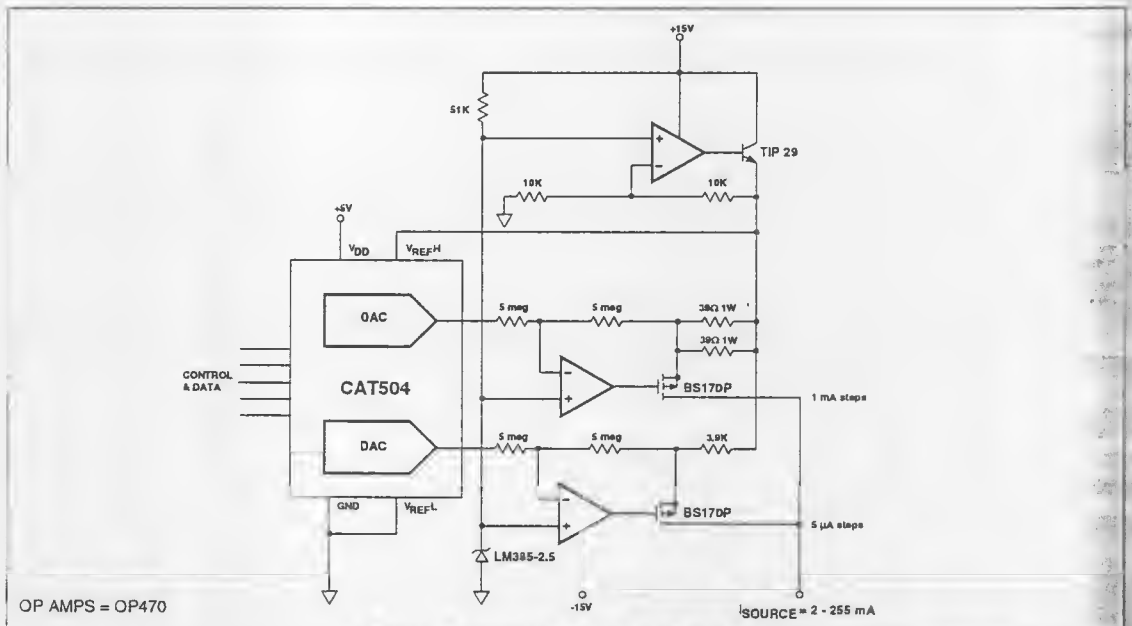 +15V
51K
+
−
TIP 29
10K
10K
+5V
VDD
VREFH
DAC
5 meg
5 meg
39Ω 1W
39Ω 1W
CONTROL
& DATA
CAT504
−
+
BS170P
1 mA steps
DAC
5 meg
5 meg
3.9K
−
+
BS170P
5 µA steps
GND
VREFL
LM385-2.5
-15V
OP AMPS = OP470
ISOURCE = 2 - 255 mA